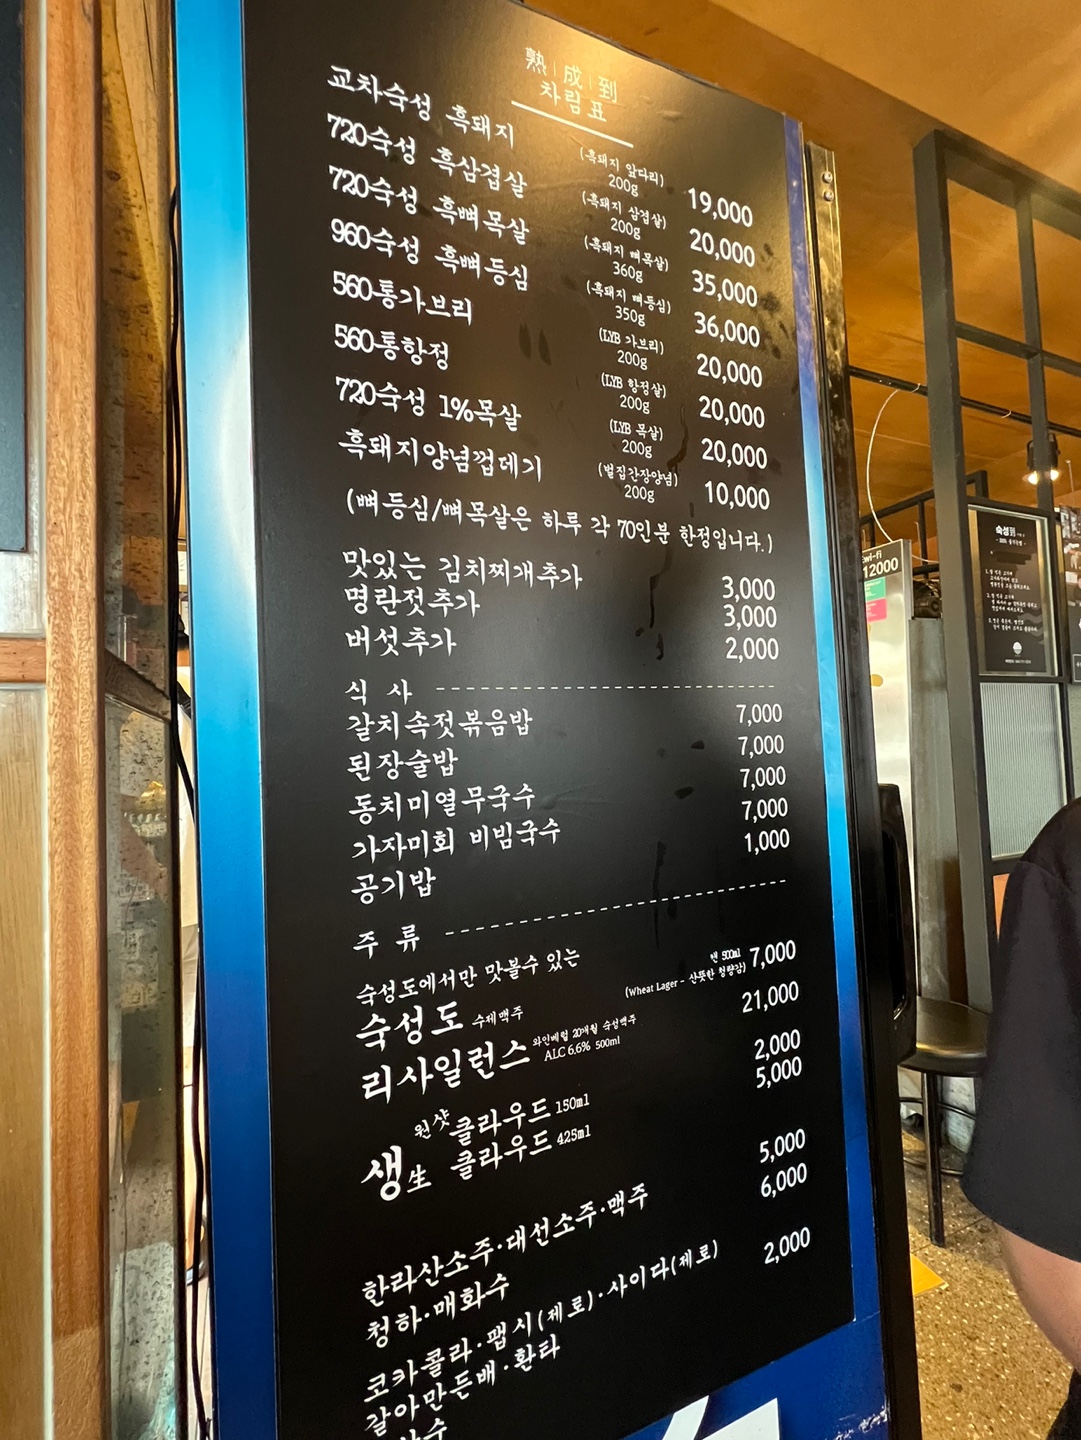 熟|成|到
차림표
교차숙성 흑돼지 (흑돼지 앞다리) 200g 19,000
720숙성 흑삼겹살 (흑돼지 삼겹살) 200g 20,000
720숙성 흑뼈목살 (흑돼지 뼈목살) 360g 35,000
960숙성 흑뼈등심 (흑돼지 뼈등심) 350g 36,000
560통가브리 (LYB 가브리) 200g 20,000
560통항정 (LYB 항정살) 200g 20,000
720숙성 1%목살 (LYB 목살) 200g 20,000
흑돼지양념껍데기 (벌집간장양념) 200g 10,000
(뼈등심/뼈목살은 하루 각 70인분 한정입니다.)
맛있는 김치찌개추가 3,000
명란젓추가 3,000
버섯추가 2,000
식 사
갈치속젓볶음밥 7,000
된장술밥 7,000
동치미열무국수 7,000
가자미회 비빔국수 7,000
공기밥 1,000
주 류
숙성도에서만 맛볼수 있는
숙성도 수제맥주 캔 500ml (Wheat Lager - 산뜻한 청량감) 7,000
리사일런스 와인베럴 20개월 숙성맥주 ALC 6.6% 500ml 21,000
원샷 클라우드 150ml 2,000
생生 클라우드 425ml 5,000
한라산소주·대선소주·맥주 5,000
청하·매화수 6,000
코카콜라·펩시(제로)·사이다(제로) 2,000
갈아만든배·환타
wi-fi
12000
숙성到